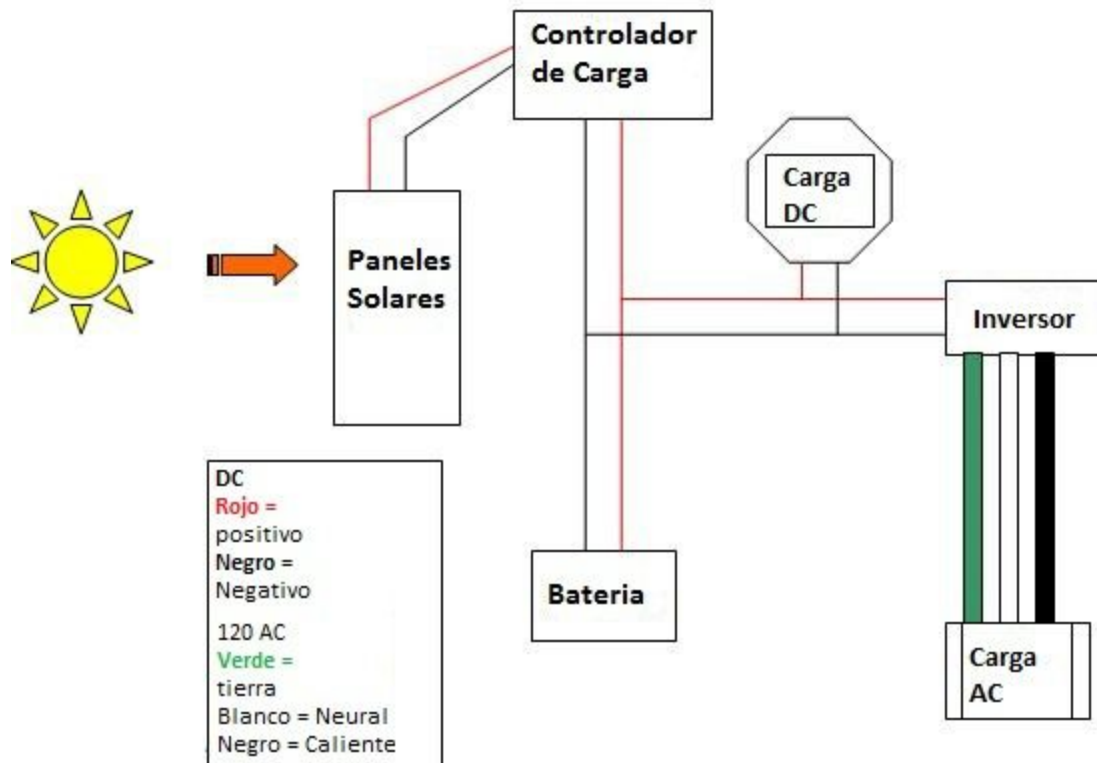 Controlador
de Carga
Carga
DC
Paneles
Solares
Inversor
DC
Rojo =
positivo
Negro =
Negativo
120 AC
Verde =
tierra
Blanco = Neural
Negro = Caliente
Bateria
Carga
AC